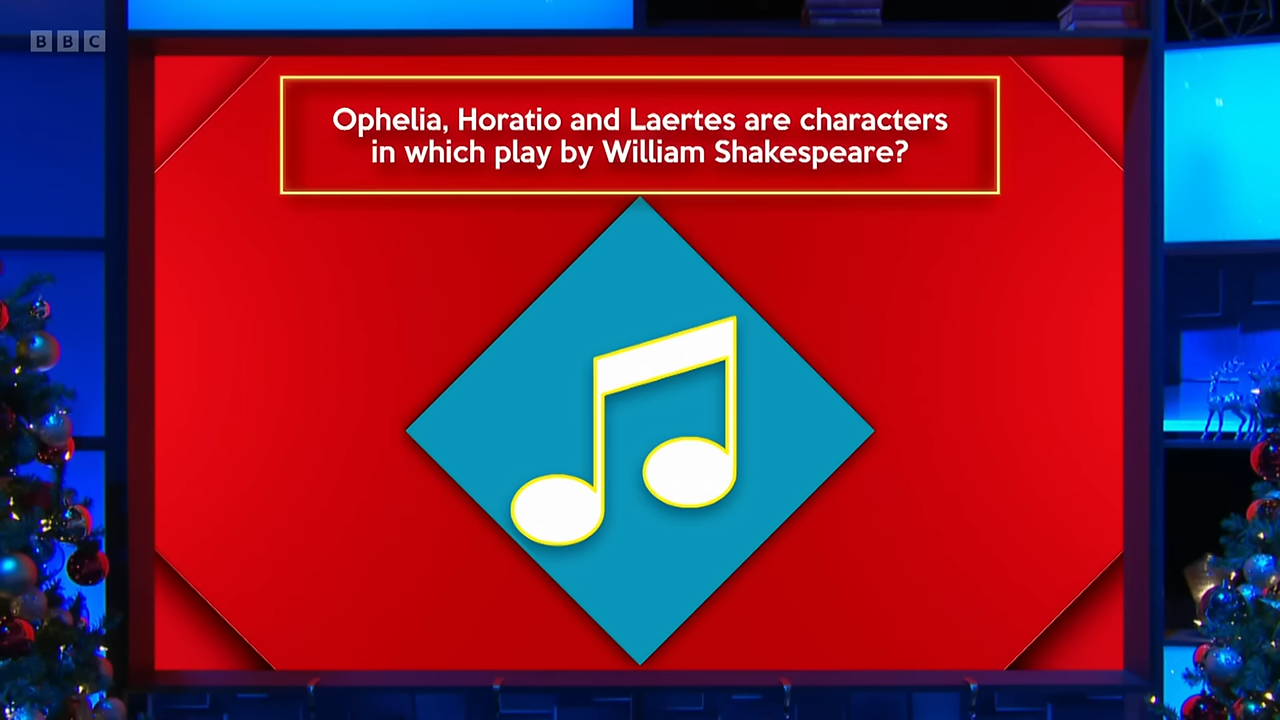 BBC
Ophelia, Horatio and Laertes are characters
in which play by William Shakespeare?